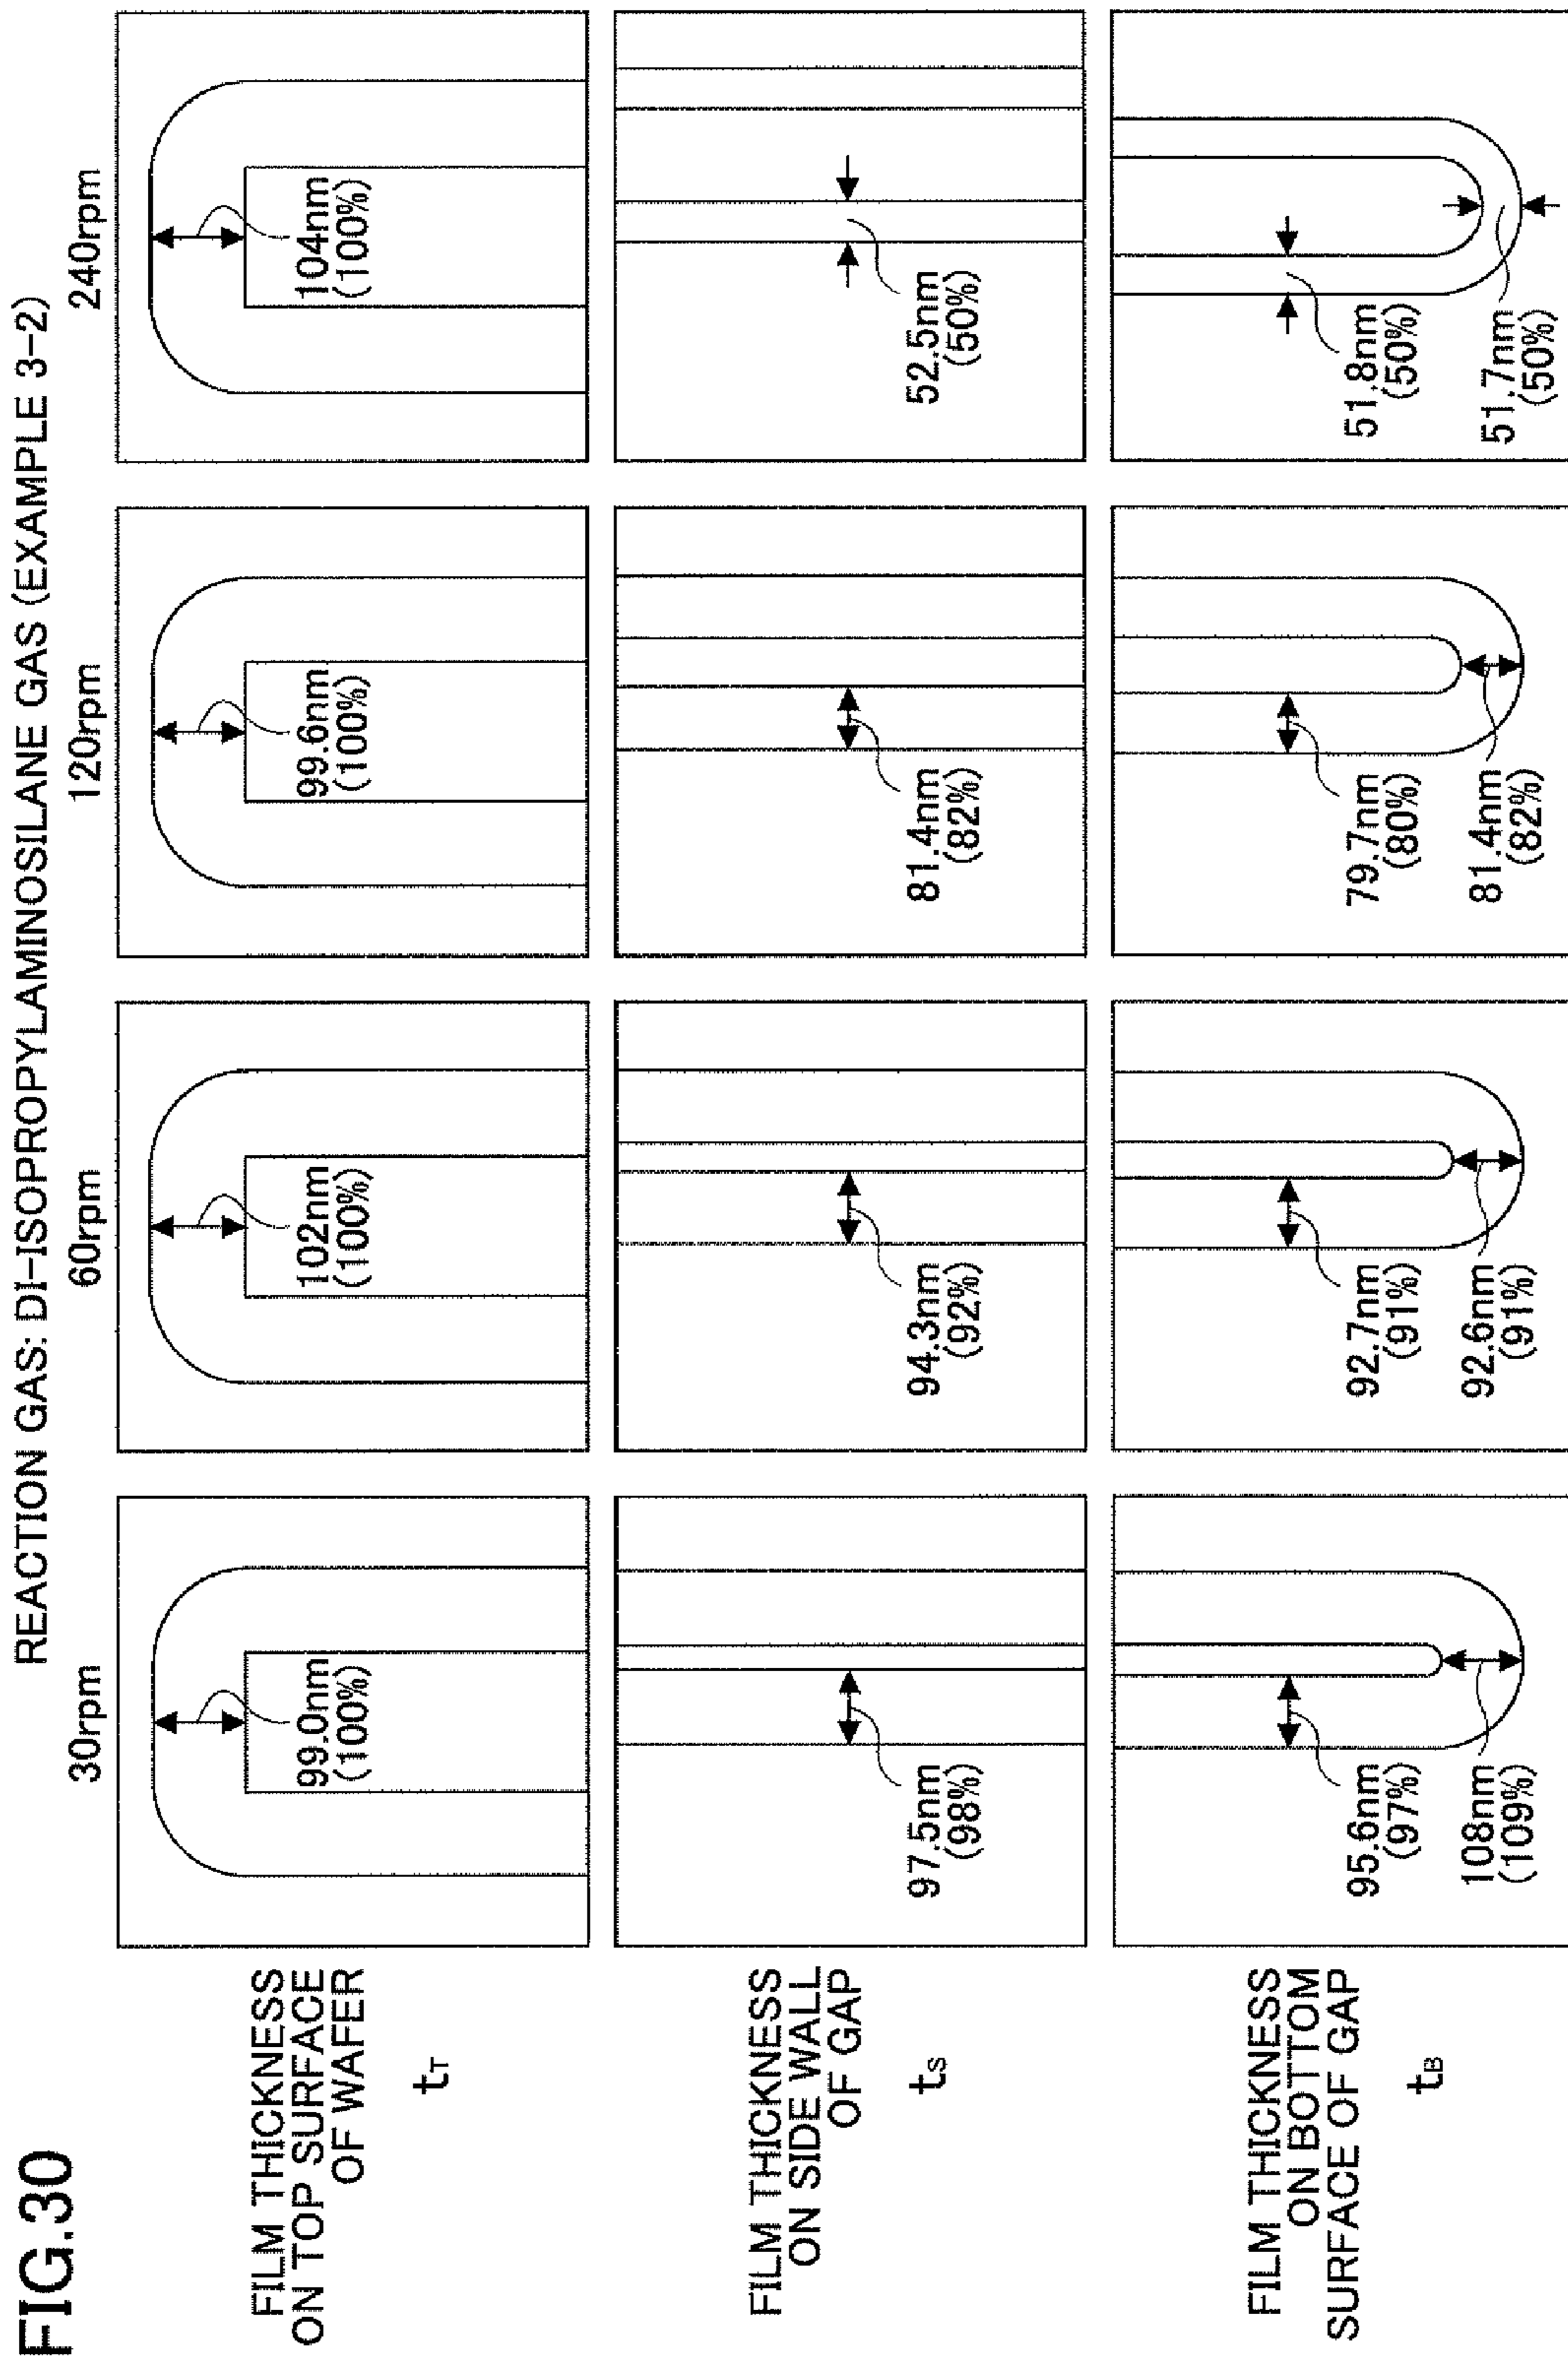 FIG.30
REACTION GAS: DI-ISOPROPYLAMINOSILANE GAS (EXAMPLE 3-2)
30rpm
60rpm
120rpm
240rpm
FILM THICKNESS
ON TOP SURFACE
OF WAFER
tT
99.0nm
(100%)
102nm
(100%)
99.6nm
(100%)
104nm
(100%)
FILM THICKNESS
ON SIDE WALL
OF GAP
tS
97.5nm
(98%)
94.3nm
(92%)
81.4nm
(82%)
52.5nm
(50%)
FILM THICKNESS
ON BOTTOM
SURFACE OF GAP
tB
95.6nm
(97%)
108nm
(109%)
92.7nm
(91%)
92.6nm
(91%)
79.7nm
(80%)
81.4nm
(82%)
51.8nm
(50%)
51.7nm
(50%)